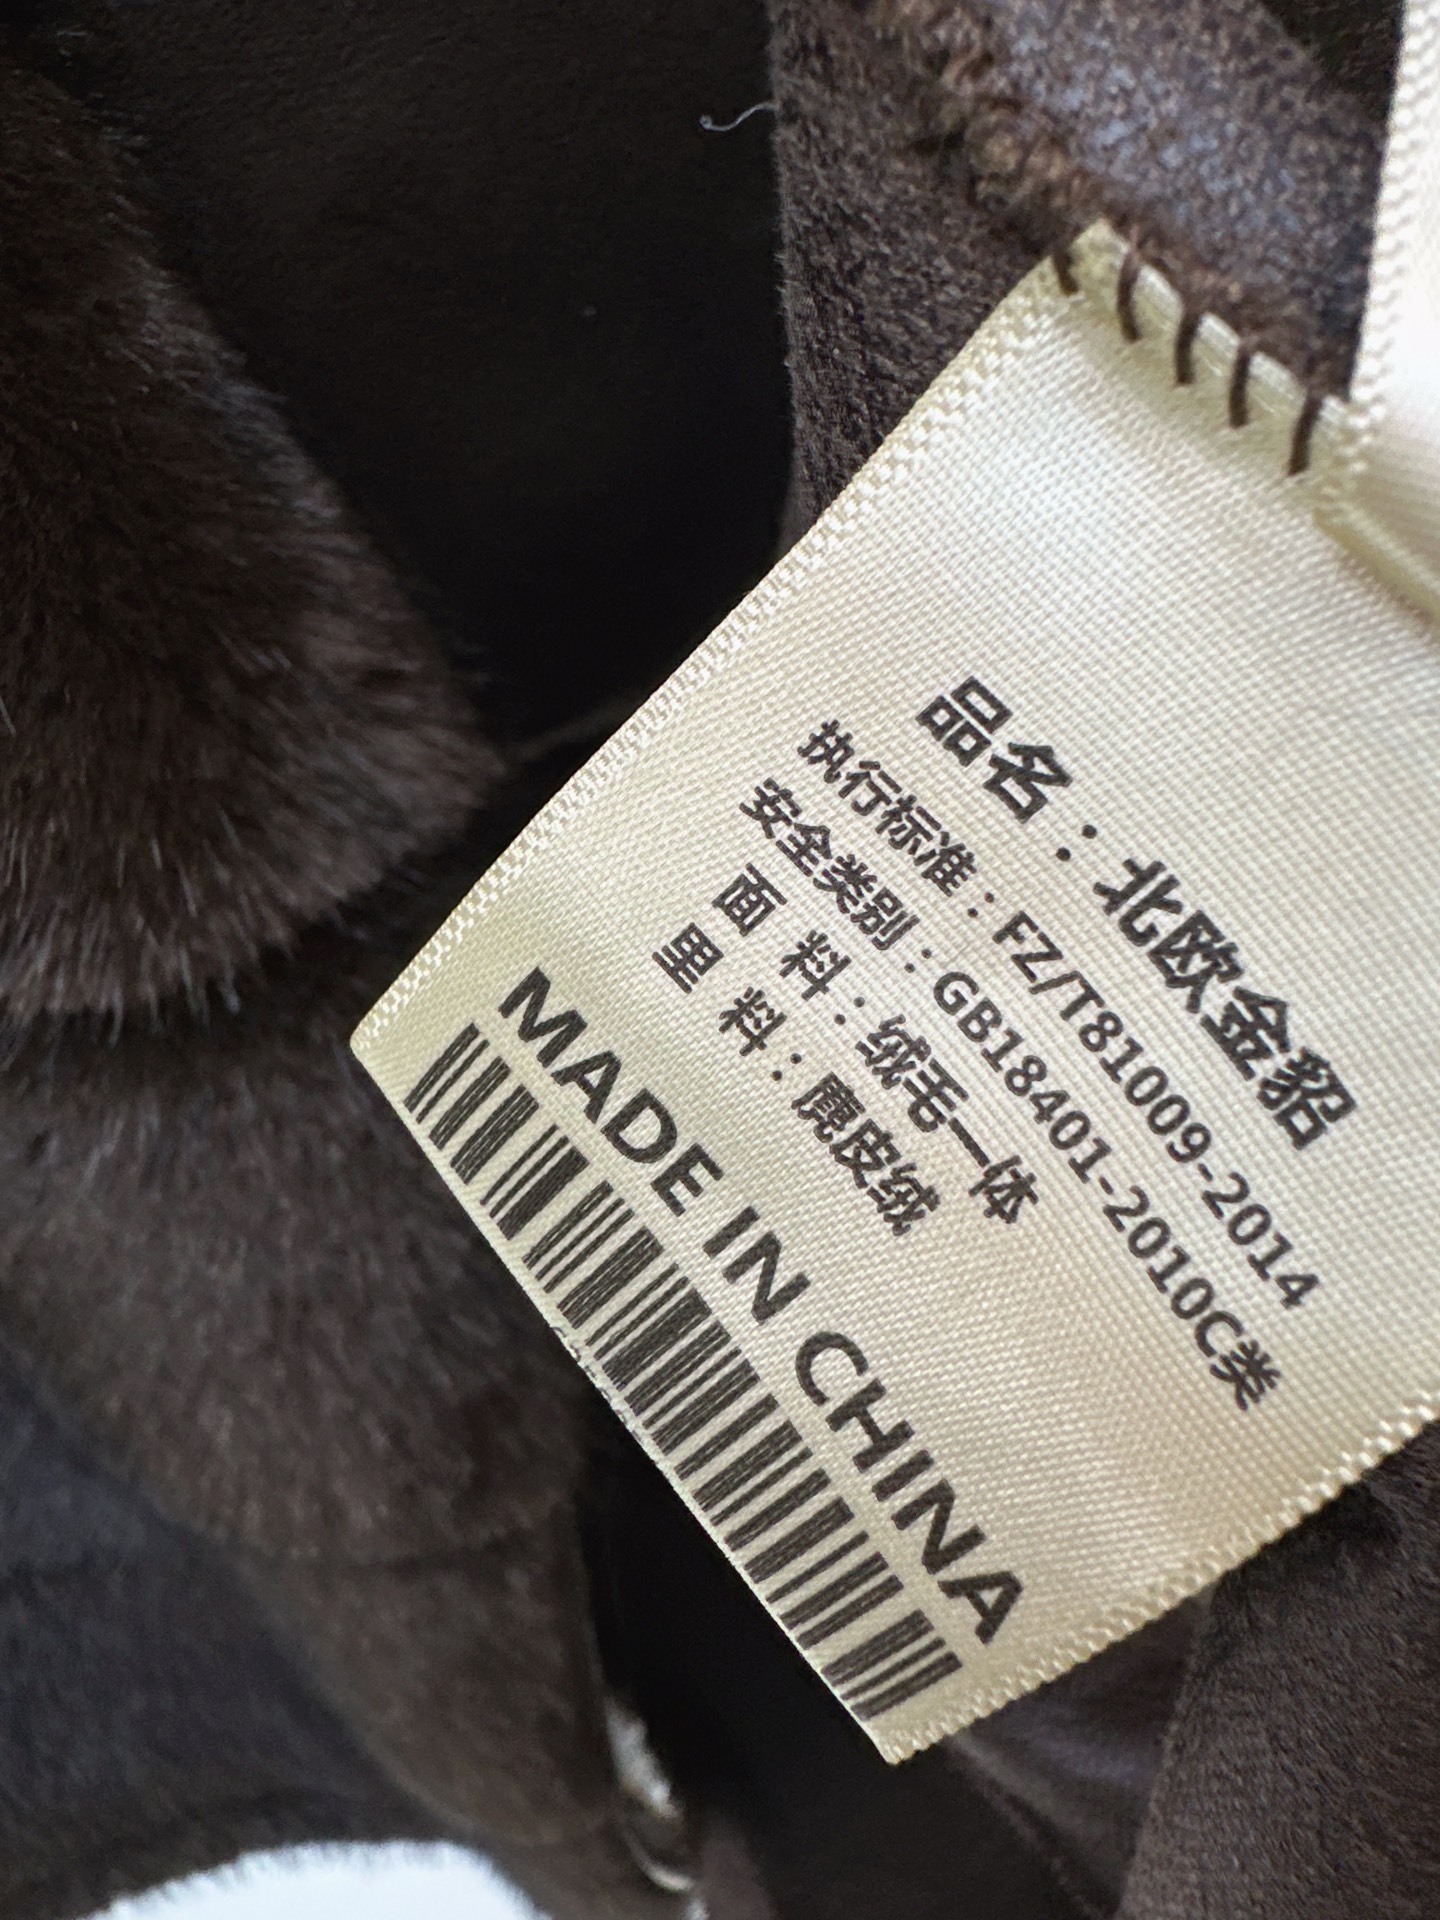 品名：北欧金貂
执行标准：FZ/T81009-2014
安全类别：GB18401-2010C类
面 料：绒毛一体
里 料：麂皮绒
MADE IN CHINA